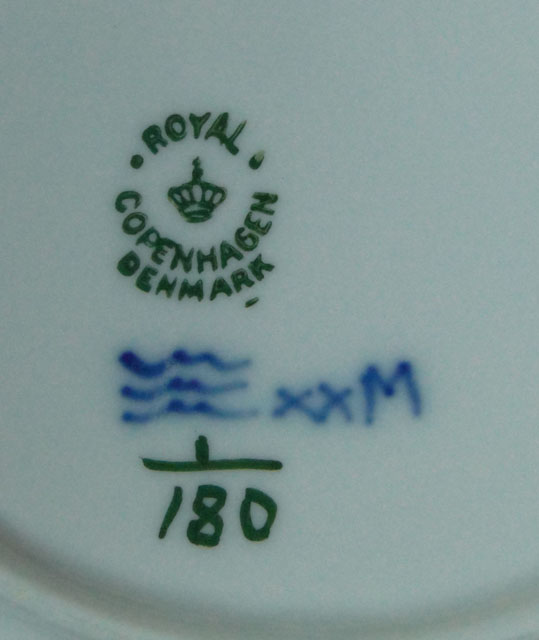 ROYAL
COPENHAGEN
DENMARK
xxM
1
180